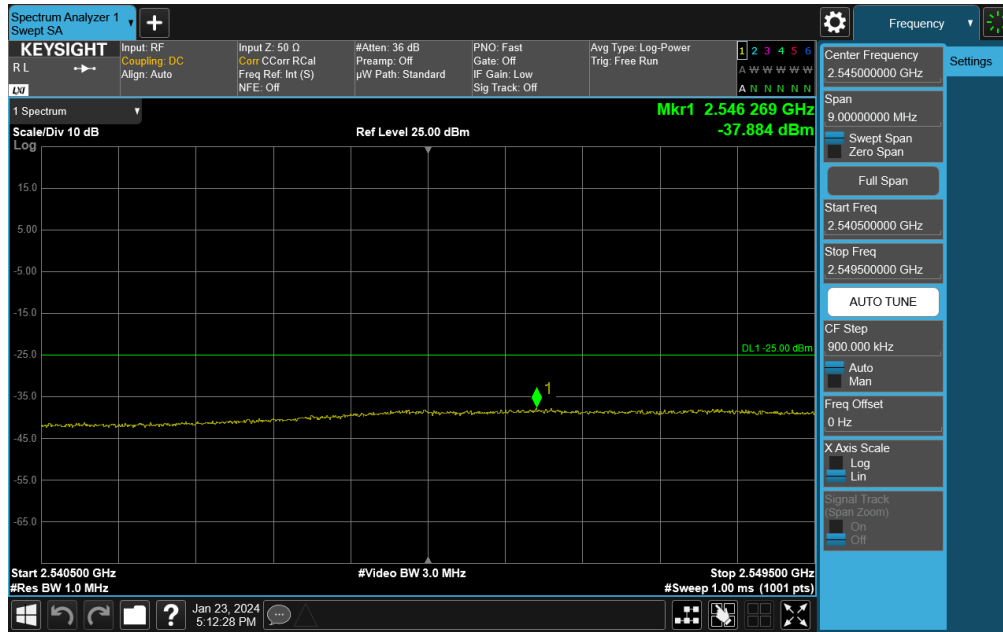 Spectrum Analyzer 1
Swept SA
+
Frequency
KEYSIGHT
R L
LXI
Input: RF
Coupling: DC
Align: Auto
Input Z: 50 Ω
Corr CCorr RCal
Freq Ref: Int (S)
NFE: Off
#Atten: 36 dB
Preamp: Off
µW Path: Standard
PNO: Fast
Gate: Off
IF Gain: Low
Sig Track: Off
Avg Type: Log-Power
Trig: Free Run
1 2 3 4 5 6
A W W W W W
A N N N N N
1 Spectrum
Mkr1 2.546 269 GHz
-37.884 dBm
Scale/Div 10 dB
Ref Level 25.00 dBm
Log
15.0
5.00
-5.00
-15.0
-25.0
-35.0
-45.0
-55.0
-65.0
DL1 -25.00 dBm
1
Start 2.540500 GHz
#Video BW 3.0 MHz
Stop 2.549500 GHz
#Res BW 1.0 MHz
#Sweep 1.00 ms (1001 pts)
Center Frequency
2.545000000 GHz
Settings
Span
9.00000000 MHz
Swept Span
Zero Span
Full Span
Start Freq
2.540500000 GHz
Stop Freq
2.549500000 GHz
AUTO TUNE
CF Step
900.000 kHz
Auto
Man
Freq Offset
0 Hz
X Axis Scale
Log
Lin
Signal Track
(Span Zoom)
On
Off
?
Jan 23, 2024
5:12:28 PM